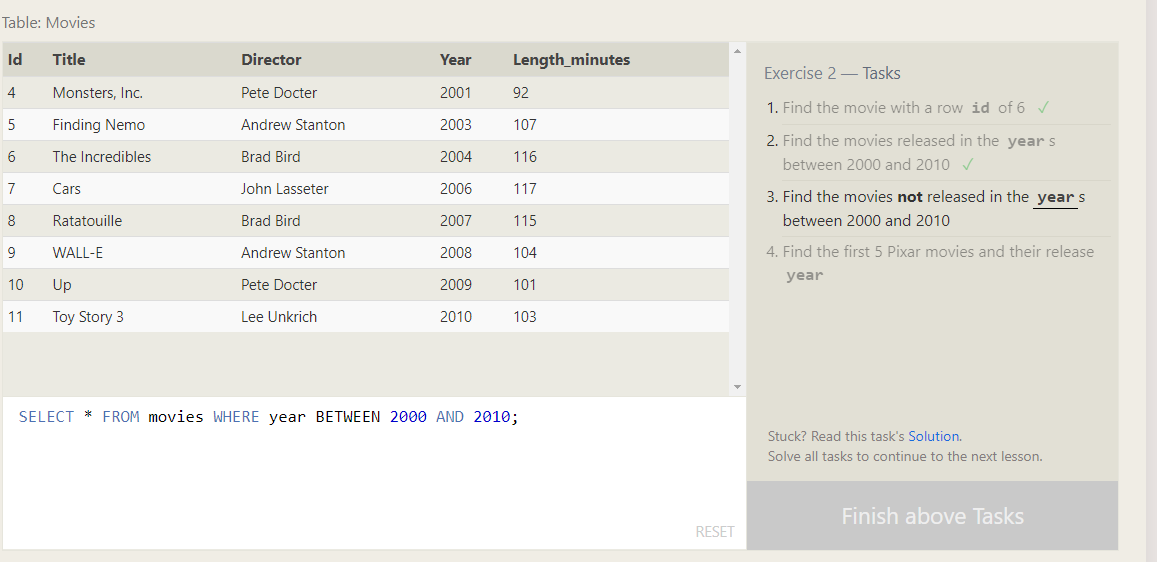 Table: Movies
Id Title Director Year Length_minutes
4 Monsters, Inc. Pete Docter 2001 92
5 Finding Nemo Andrew Stanton 2003 107
6 The Incredibles Brad Bird 2004 116
7 Cars John Lasseter 2006 117
8 Ratatouille Brad Bird 2007 115
9 WALL-E Andrew Stanton 2008 104
10 Up Pete Docter 2009 101
11 Toy Story 3 Lee Unkrich 2010 103
SELECT * FROM movies WHERE year BETWEEN 2000 AND 2010;
RESET
Exercise 2 — Tasks
1. Find the movie with a row id of 6 ✓
2. Find the movies released in the year s
between 2000 and 2010 ✓
3. Find the movies not released in the year s
between 2000 and 2010
4. Find the first 5 Pixar movies and their release
year
Stuck? Read this task's Solution.
Solve all tasks to continue to the next lesson.
Finish above Tasks